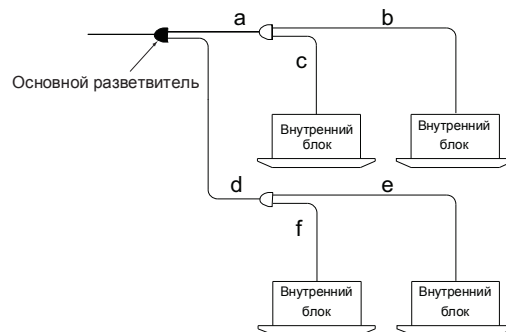 a
b
c
Основной разветвитель
Внутренний
блок
Внутренний
блок
d
e
f
Внутренний
блок
Внутренний
блок